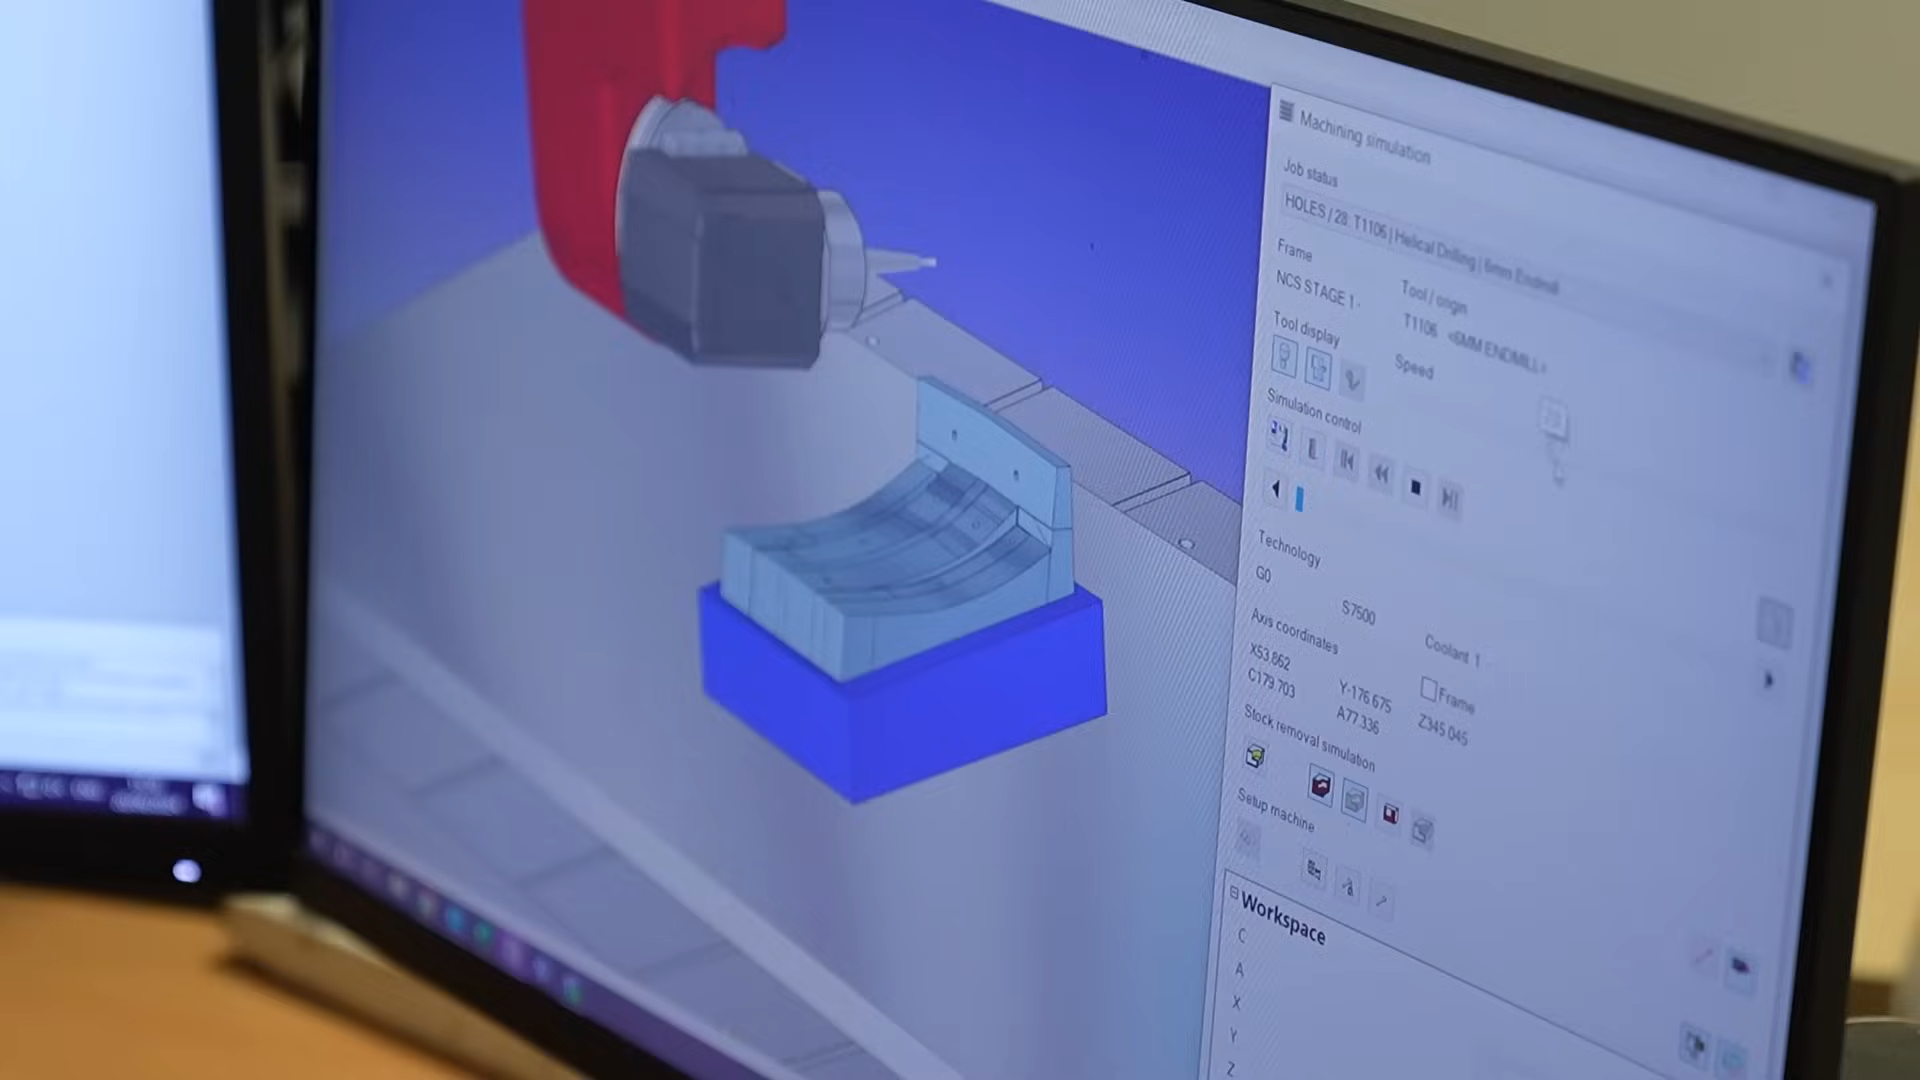 Machining simulation
Job status
HOLES / 28: T1106 | Helical Drilling | 6mm Endmill
Frame
Tool / origin
NCS STAGE 1
T1106 <6MM ENDMILL>
Tool display
Speed
Simulation control
Technology
G0
S7500
Coolant 1
Axis coordinates
X53.862
Y-176.675
Frame
C179.703
A77.336
Z345.045
Stock removal simulation
Setup machine
Workspace
C
A
X
Y
Z